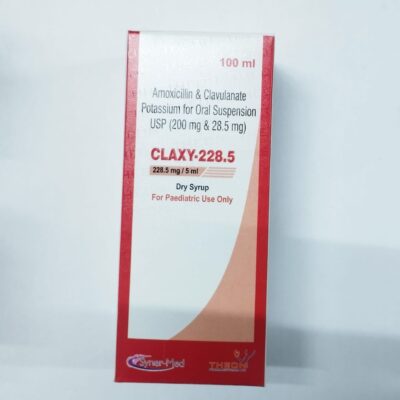 100 ml
Amoxicillin & Clavulanate
Potassium for Oral Suspension
USP (200 mg & 28.5 mg)
CLAXY-228.5
228.5 mg / 5 ml
Dry Syrup
For Paediatric Use Only
Syner-Med
THEON